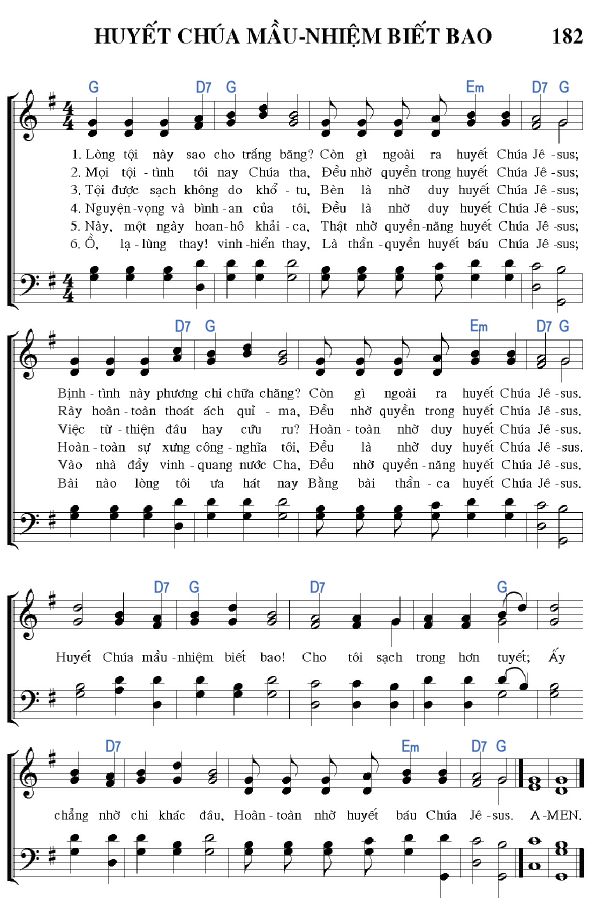 HUYẾT CHÚA MẦU-NHIỆM BIẾT BAO 182
G D7 G Em D7 G
1. Lòng tội này sao cho trắng băng? Còn gì ngoài ra huyết Chúa Jê-sus;
2. Mọi tội-tình tôi nay Chúa tha, Đều nhờ quyền trong huyết Chúa Jê-sus;
3. Tội được sạch không do khổ-tu, Bèn là nhờ duy huyết Chúa Jê-sus;
4. Nguyện-vọng và bình-an của tôi, Đều là nhờ duy huyết Chúa Jê-sus;
5. Này, một ngày hoan-hô khải-ca, Thật nhờ quyền-năng huyết Chúa Jê-sus;
6. Ồ, lạ-lùng thay! vinh-hiển thay, Là thần-quyền huyết báu Chúa Jê-sus;
D7 G Em D7 G
Bịnh-tình này phương chi chữa chăng? Còn gì ngoài ra huyết Chúa Jê-sus.
Rày hoàn-toàn thoát ách quỉ-ma, Đều nhờ quyền trong huyết Chúa Jê-sus.
Việc từ-thiện đâu hay cứu ru? Hoàn-toàn nhờ duy huyết Chúa Jê-sus.
Hoàn-toàn sự xưng công-nghĩa tôi, Đều là nhờ duy huyết Chúa Jê-sus.
Vào nhà đầy vinh-quang nước Cha, Đều nhờ quyền-năng huyết Chúa Jê-sus.
Bài nào lòng tôi ưa hát nay Bằng bài thần-ca huyết Chúa Jê-sus.
D7 G D7 G
Huyết Chúa mầu-nhiệm biết bao! Cho tôi sạch trong hơn tuyết; Ấy
D7 G Em D7 G
chẳng nhờ chi khác đâu, Hoàn-toàn nhờ huyết báu Chúa Jê-sus. A-MEN.